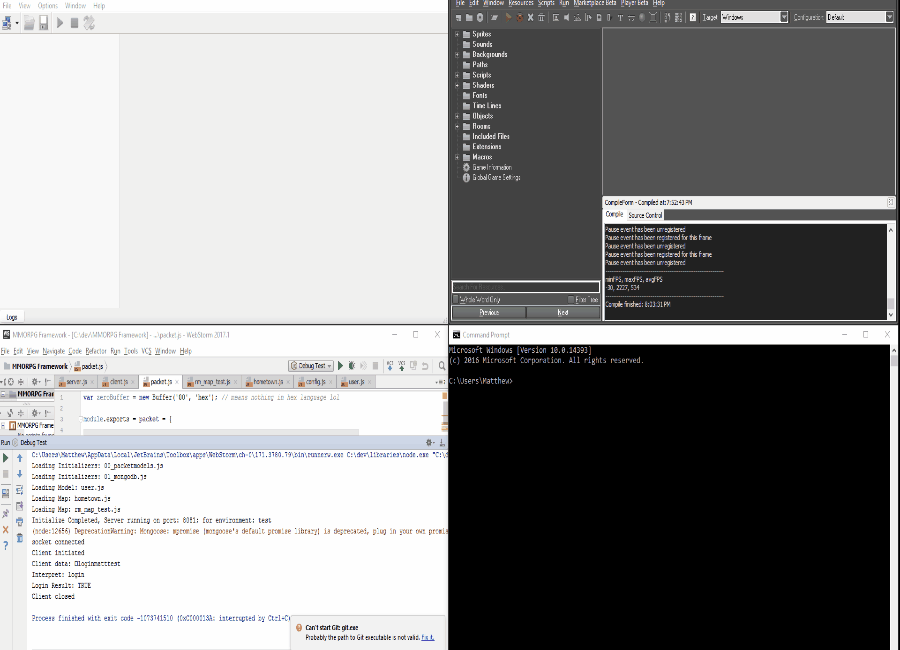 File View Options Window Help
Logs
File Edit Window Resources Scripts Run Marketplace Beta Player Beta Help
Target Windows Configuration Default
Sprites
Sounds
Backgrounds
Paths
Scripts
Shaders
Fonts
Time Lines
Objects
Rooms
Included Files
Extensions
Macros
Game Information
Global Game Settings
Whole Word Only
Previous Next
CompileForm - Compiled at:7:52:43 PM
Compile Source Control
Pause event has been unregistered
Pause event has been registered for this frame
Pause event has been unregistered
Pause event has been registered for this frame
Pause event has been unregistered
minFPS, maxFPS, avgFPS
-30, 2227, 534
Compile finished: 8:03:31 PM
MMORPG Framework - [C:\dev\MMORPG Framework] - ...\packet.js - WebStorm 2017.1
File Edit View Navigate Code Refactor Run Tools VCS Window Help
MMORPG Framework packet.js Debug Test
server.js client.js packet.js rm_map_test.js hometown.js config.js user.js
MMORPG Fram
MMORPG Frame
1 var zeroBuffer = new Buffer('00', 'hex'); // means nothing in hex language lol
2
3 module.exports = packet = {
4
Run Debug Test
C:\Users\Matthew\AppData\Local\JetBrains\Toolbox\apps\WebStorm\ch-0\171.3780.79\bin\runnerw.exe C:\dev\libraries\node.exe
Loading Initializers: 00_packetmodels.js
Loading Initializers: 01_mongodb.js
Loading Model: user.js
Loading Map: hometown.js
Loading Map: rm_map_test.js
Initialize Completed, Server running on port: 8081: for environment: test
(node:12656) DeprecationWarning: Mongoose: mpromise (mongoose's default promise library) is deprecated, plug in your own promis
socket connected
Client initiated
Interpret: login
Login Result: TRUE
Client closed
Process finished with exit code -1073741510 (0xC000013A: interrupted by Ctrl+C)
Can't start Git: git.exe
Probably the path to Git executable is not valid. Fix it.
Command Prompt
Microsoft Windows [Version 10.0.14393]
(c) 2016 Microsoft Corporation. All rights reserved.
C:\Users\Matthew>